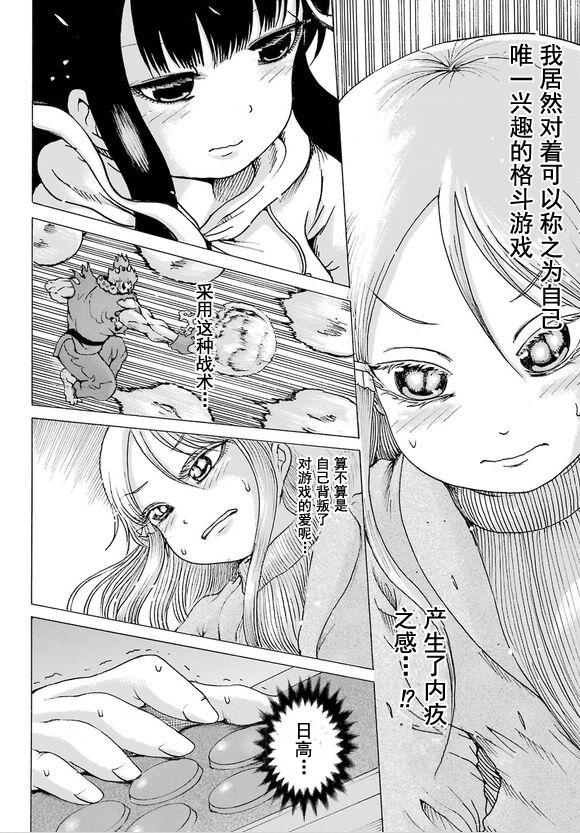 我居然对着可以称之为自己
唯一兴趣的格斗游戏
产生了内疚
之感…!?
采用这种战术…
算不算是
自己背叛了
对游戏的爱呢…
日高…